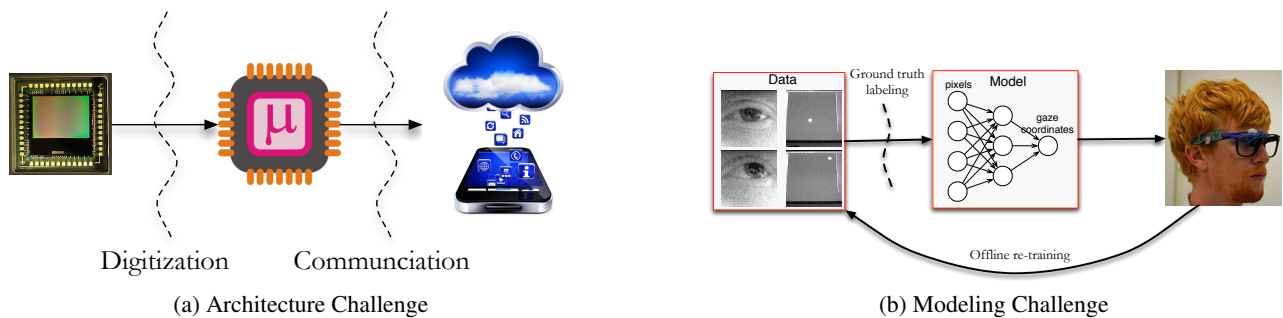 μ
Digitization
Communciation
(a) Architecture Challenge
Data
Ground truth
labeling
Model
pixels
gaze
coordinates
Offline re-training
(b) Modeling Challenge